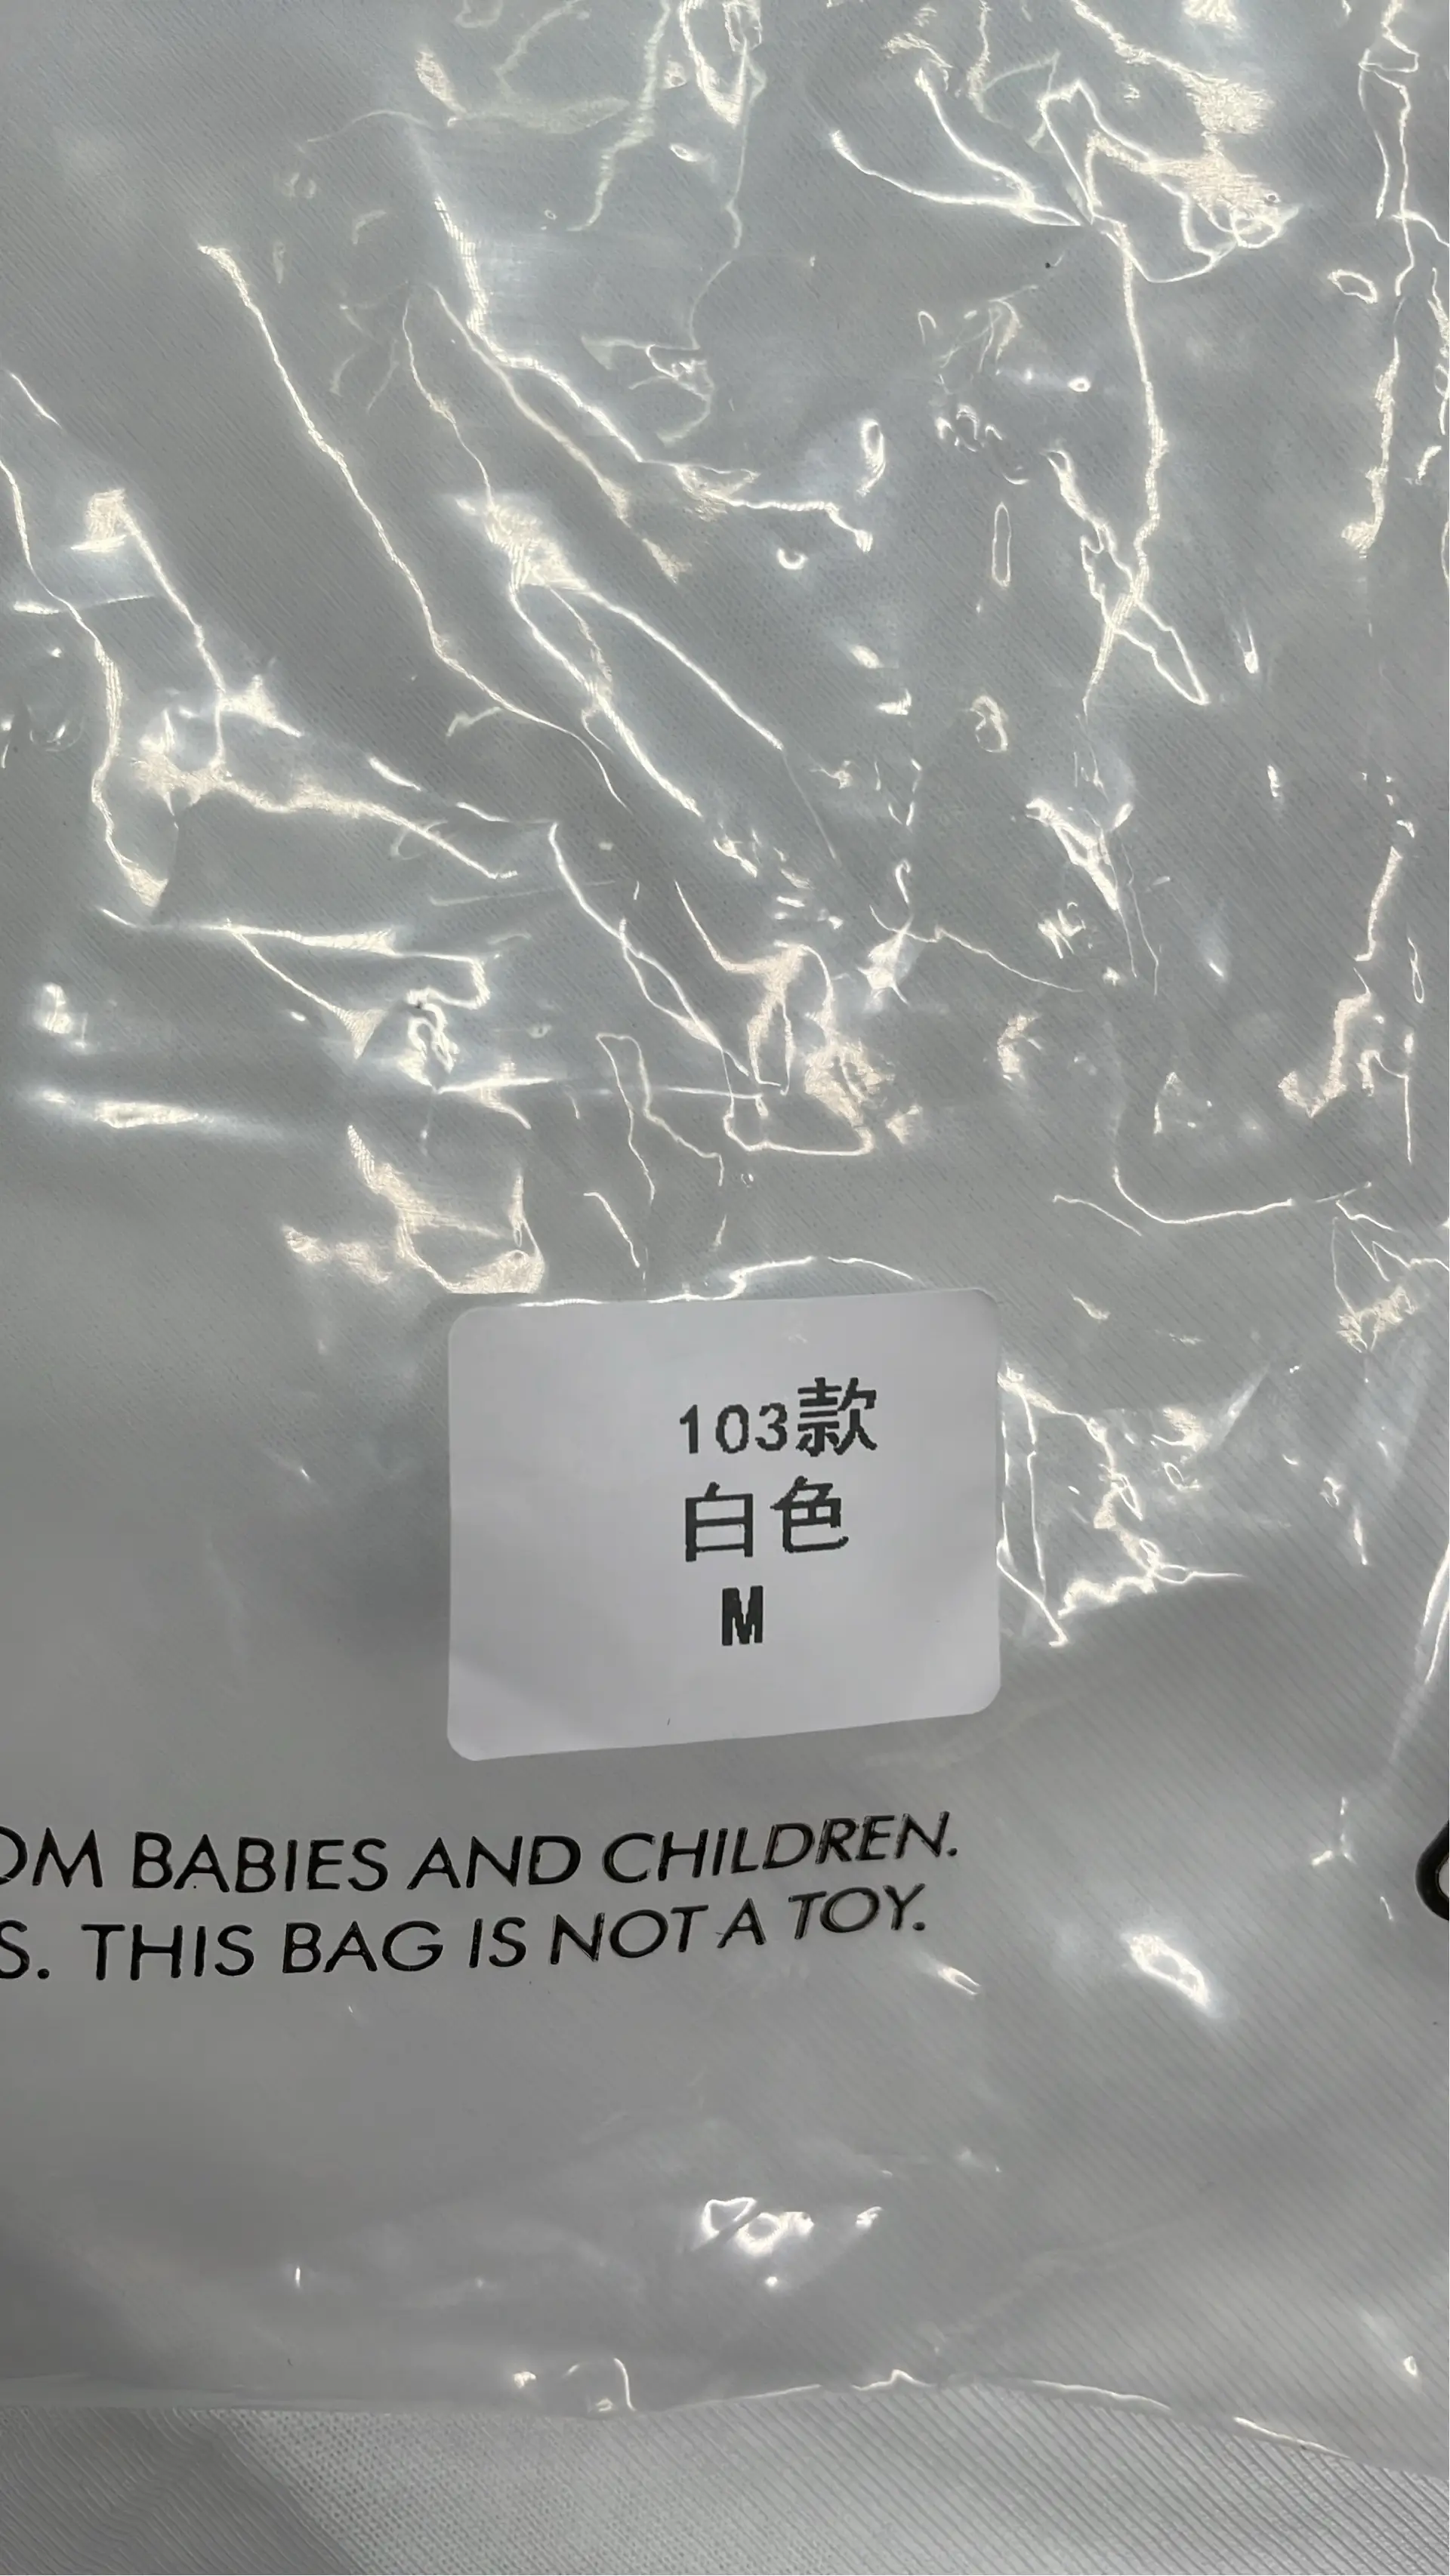 103款
白色
M
OM BABIES AND CHILDREN.
S. THIS BAG IS NOT A TOY.